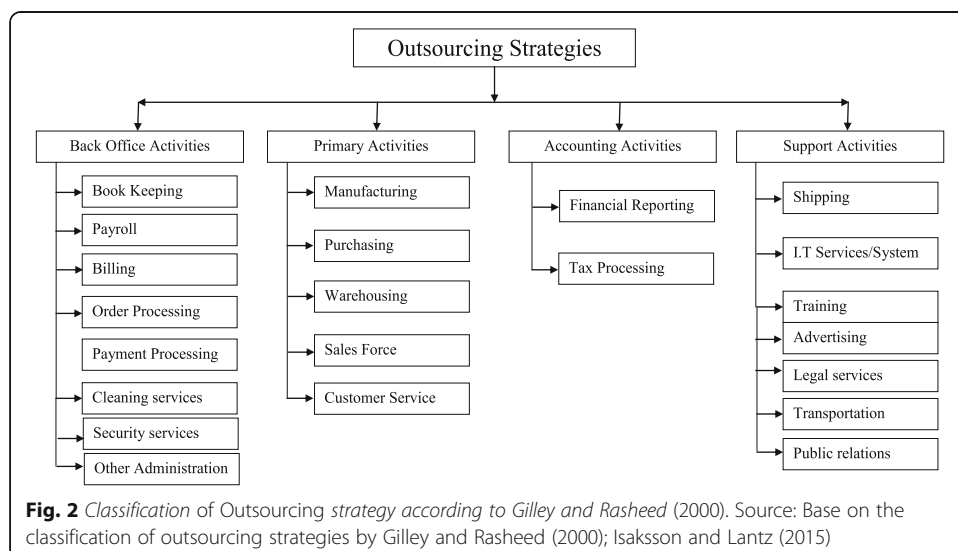 Outsourcing Strategies
Back Office Activities
Book Keeping
Payroll
Billing
Order Processing
Payment Processing
Cleaning services
Security services
Other Administration
Primary Activities
Manufacturing
Purchasing
Warehousing
Sales Force
Customer Service
Accounting Activities
Financial Reporting
Tax Processing
Support Activities
Shipping
I.T Services/System
Training
Advertising
Legal services
Transportation
Public relations
Fig. 2 Classification of Outsourcing strategy according to Gilley and Rasheed (2000). Source: Base on the
classification of outsourcing strategies by Gilley and Rasheed (2000); Isaksson and Lantz (2015)